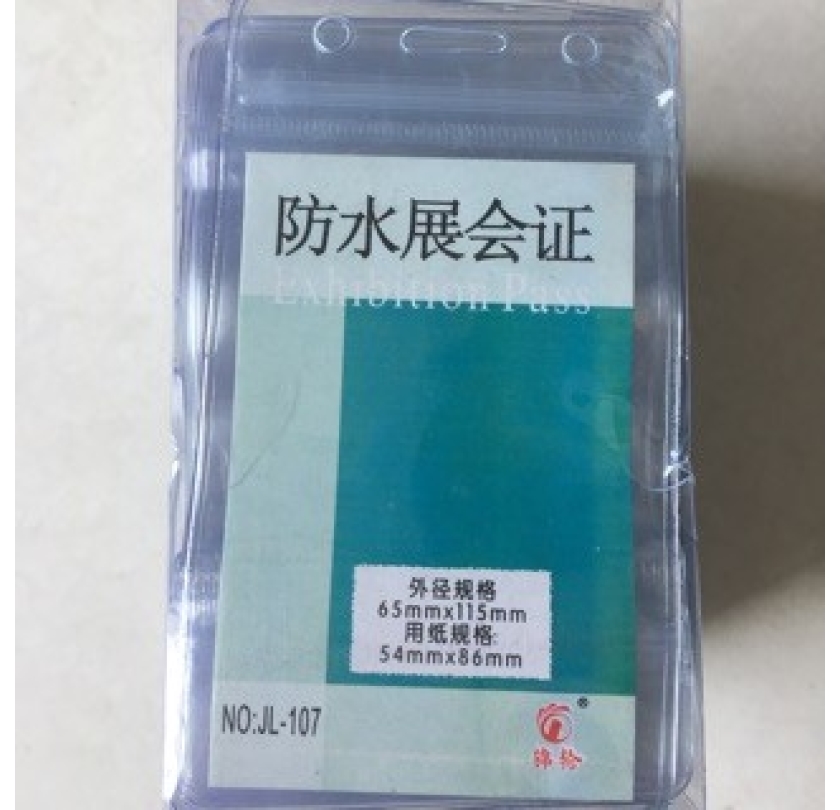 防水展会证
Exhibition Pass
外径规格
65mmx115mm
用纸规格:
54mmx86mm
NO:JL-107
®